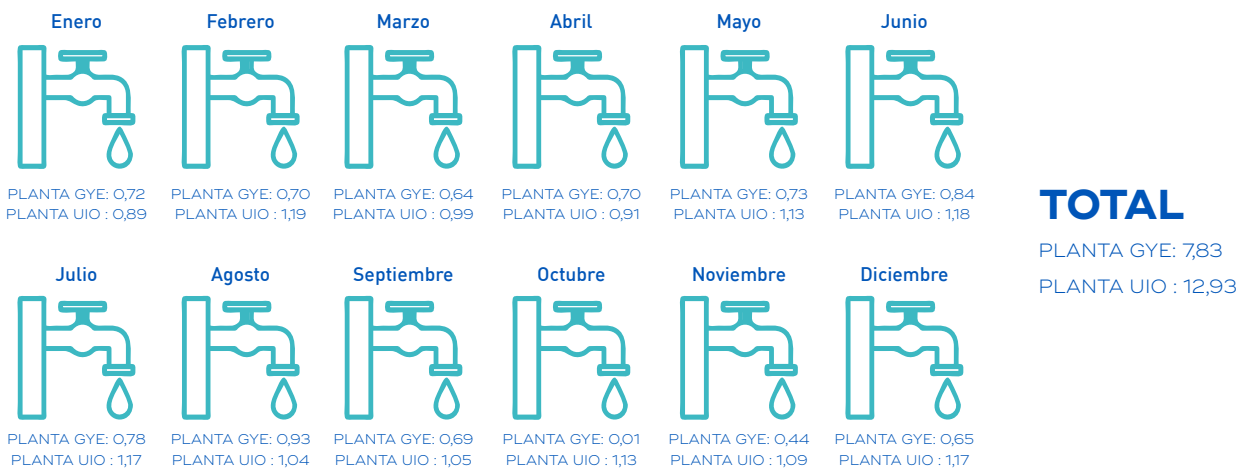 Enero
PLANTA GYE: 0,72
PLANTA UIO : 0,89
Febrero
PLANTA GYE: 0,70
PLANTA UIO : 1,19
Marzo
PLANTA GYE: 0,64
PLANTA UIO : 0,99
Abril
PLANTA GYE: 0,70
PLANTA UIO : 0,91
Mayo
PLANTA GYE: 0,73
PLANTA UIO : 1,13
Junio
PLANTA GYE: 0,84
PLANTA UIO : 1,18
Julio
PLANTA GYE: 0,78
PLANTA UIO : 1,17
Agosto
PLANTA GYE: 0,93
PLANTA UIO : 1,04
Septiembre
PLANTA GYE: 0,69
PLANTA UIO : 1,05
Octubre
PLANTA GYE: 0,01
PLANTA UIO : 1,13
Noviembre
PLANTA GYE: 0,44
PLANTA UIO : 1,09
Diciembre
PLANTA GYE: 0,65
PLANTA UIO : 1,17
TOTAL
PLANTA GYE: 7,83
PLANTA UIO : 12,93